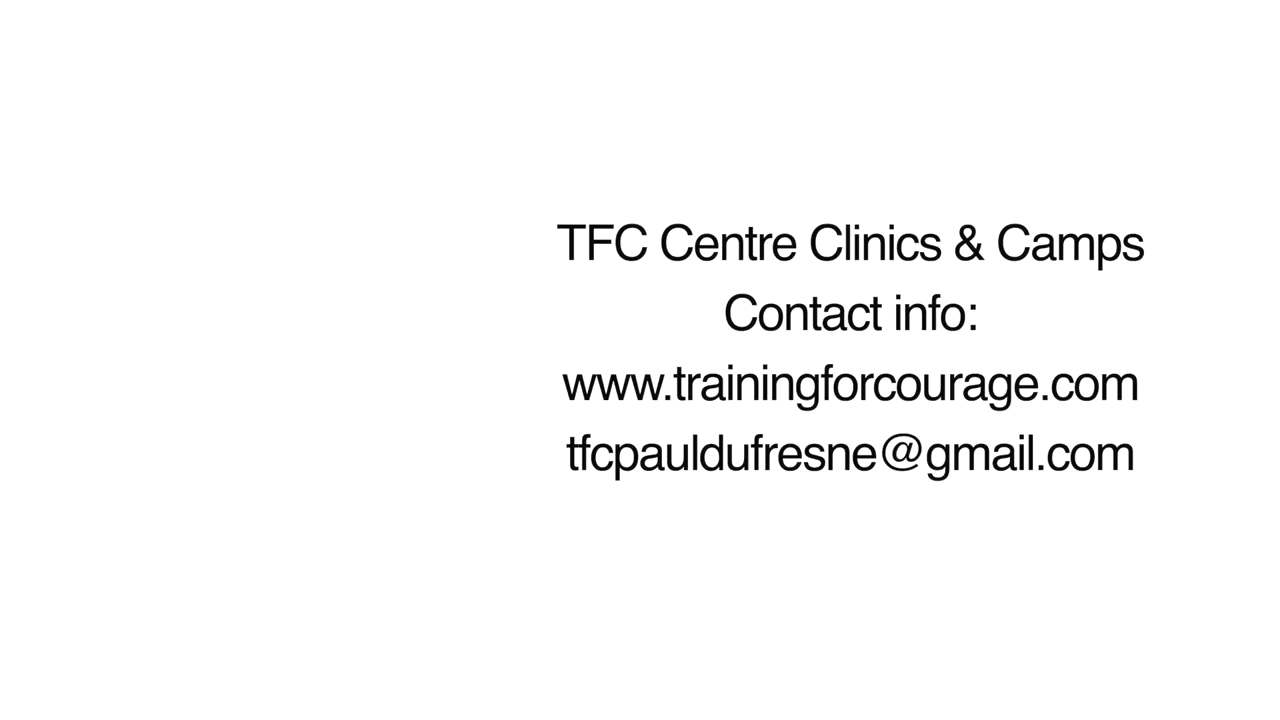 TFC Centre Clinics & Camps
Contact info:
www.trainingforcourage.com
tfcpauldufresne@gmail.com